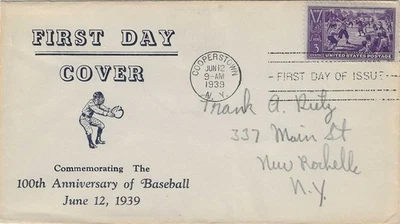 FIRST DAY
COVER
COOPERSTOWN
JUN 12
9-AM
1939
N.Y.
3
UNITED STATES POSTAGE
FIRST DAY OF ISSUE
Frank A.
337 Main St
New Rochelle
N.Y.
Commemorating The
100th Anniversary of Baseball
June 12, 1939